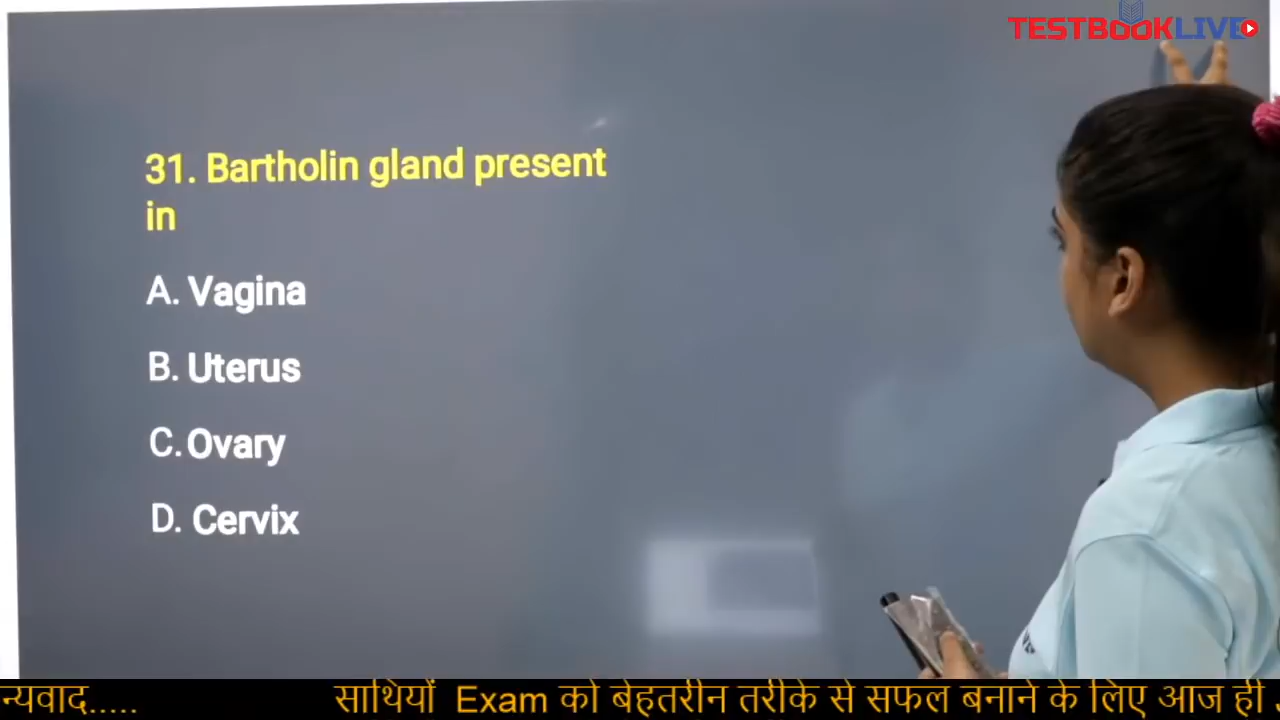 TESTBOOKLIVE
31. Bartholin gland present
in
A. Vagina
B. Uterus
C. Ovary
D. Cervix
न्यवाद..... साथियों Exam को बेहतरीन तरीके से सफल बनाने के लिए आज ही